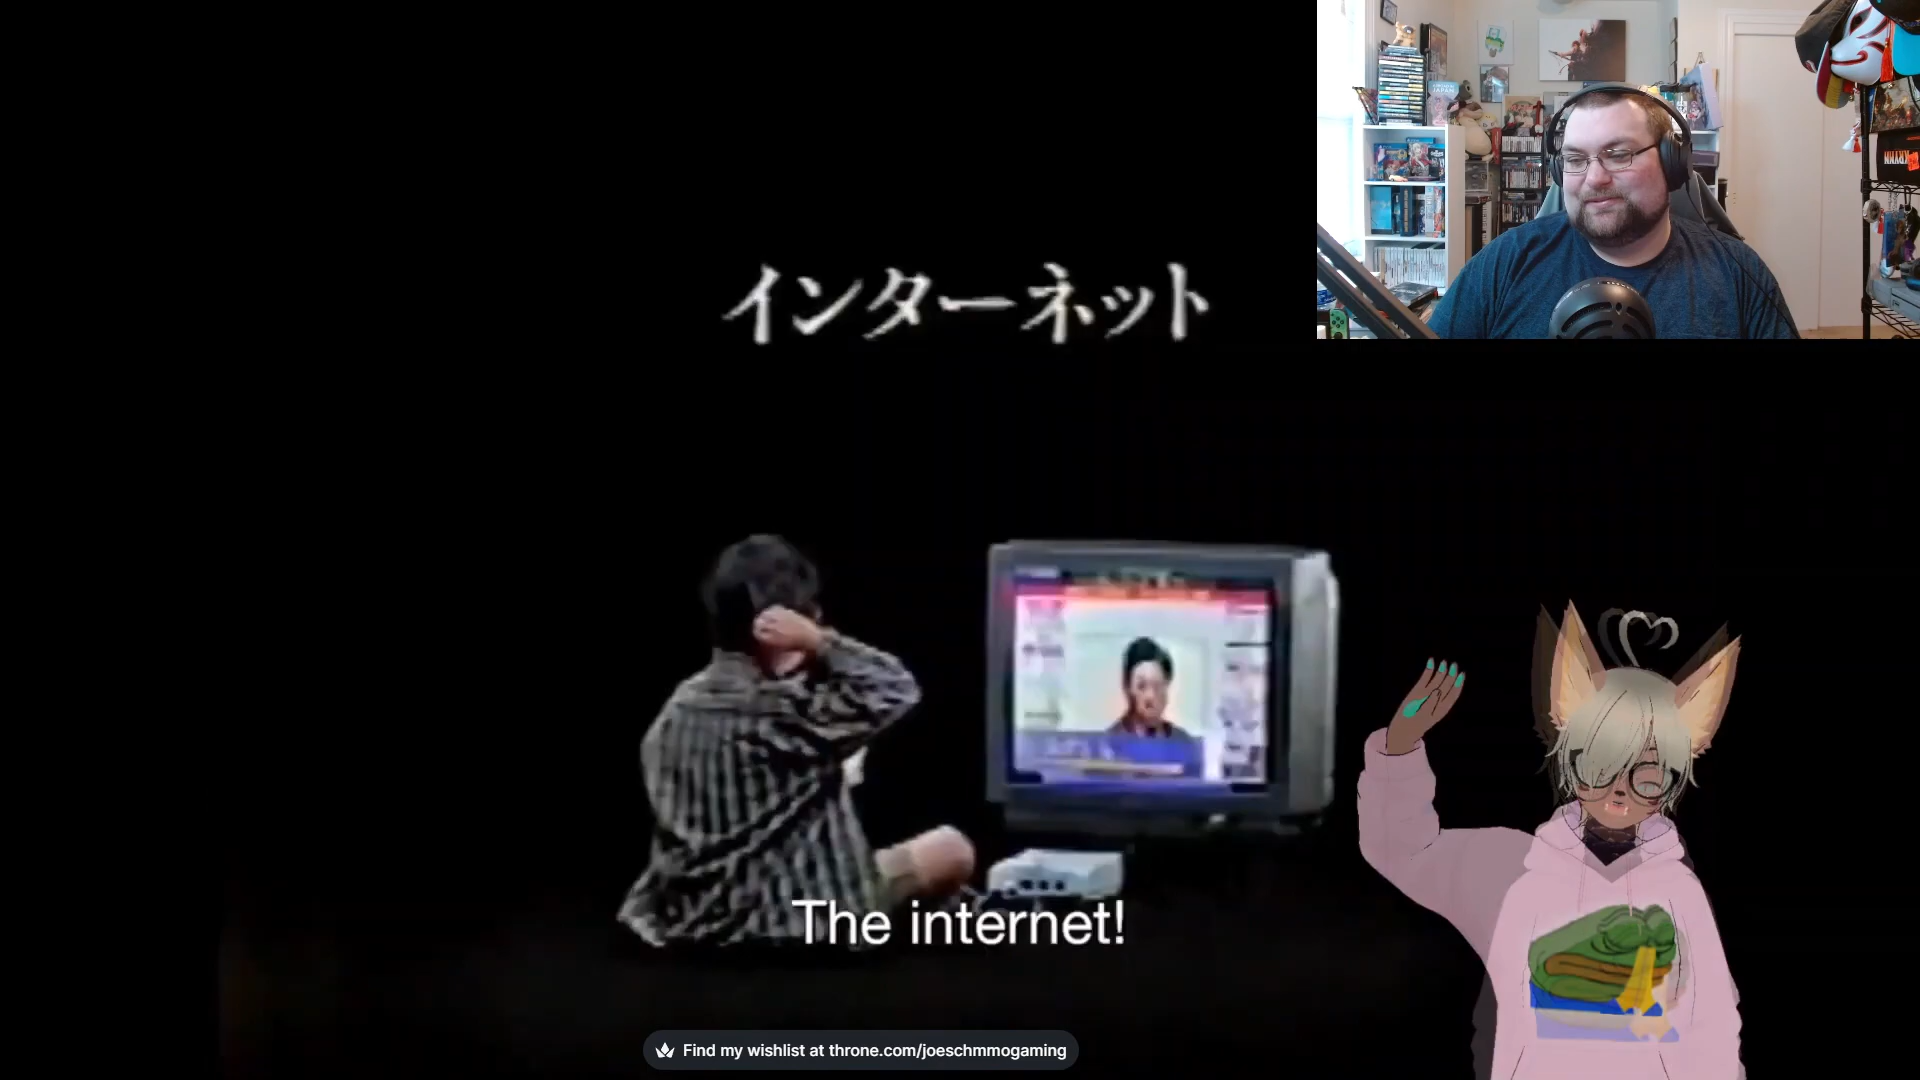 インターネット
The internet!
Find my wishlist at throne.com/joeschmmogaming